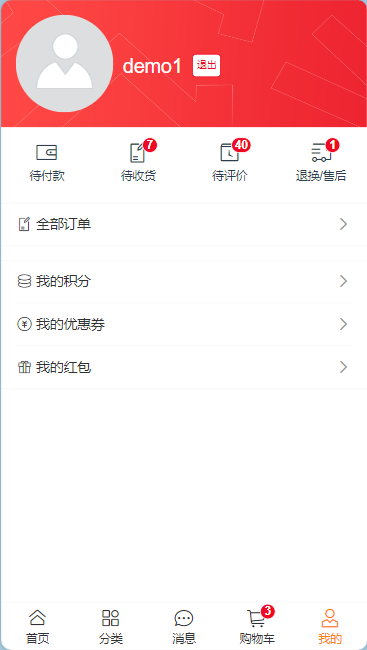 demo1 退出
7 40 1
待付款 待收货 待评价 退换/售后
全部订单
我的积分
¥ 我的优惠券
我的红包
3
首页 分类 消息 购物车 我的